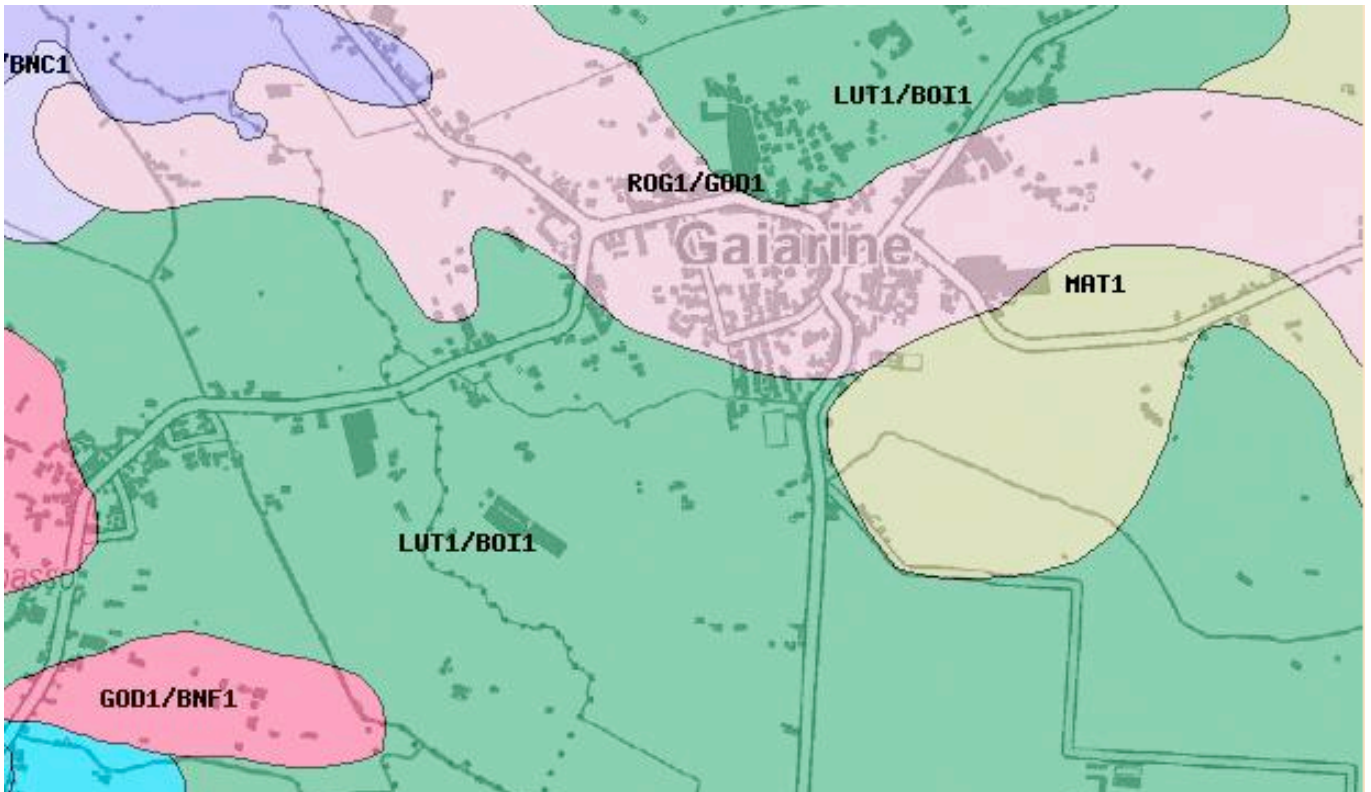 /BNC1
LUT1/BOI1
ROG1/GOD1
Gaiarine
MAT1
LUT1/BOI1
GOD1/BNF1